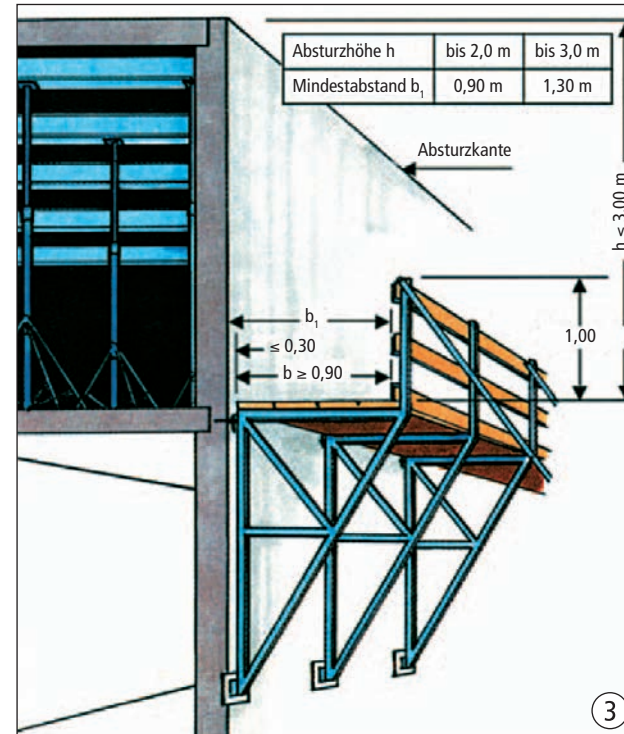 Absturzhöhe h bis 2,0 m bis 3,0 m
Mindestabstand b₁ 0,90 m 1,30 m
Absturzkante
h ≤ 3,00 m
b₁
1,00
≤ 0,30
b ≥ 0,90
3